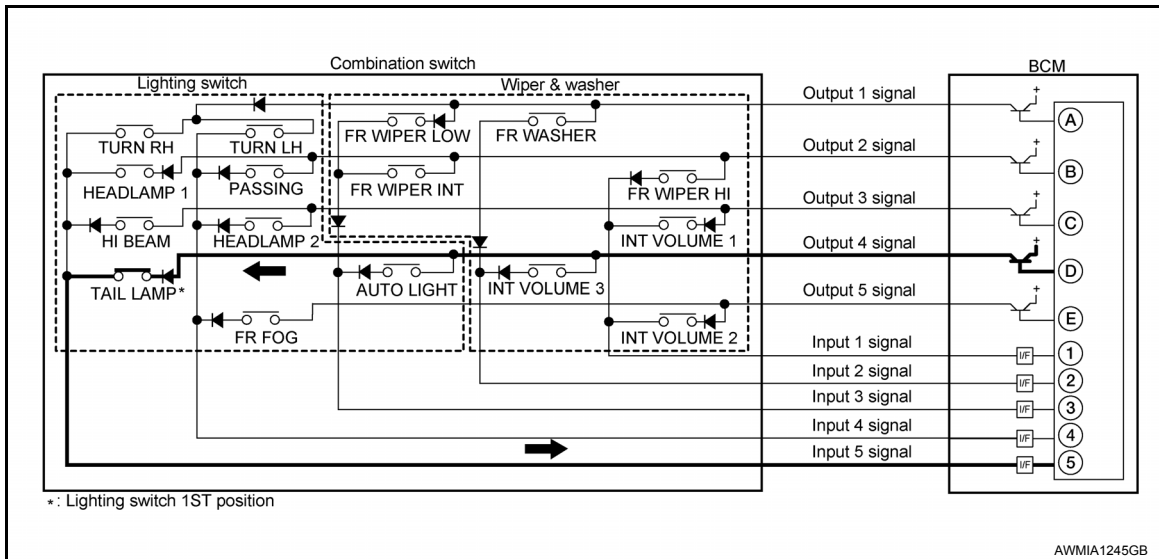 Combination switch
BCM
Lighting switch
Wiper & washer
Output 1 signal
+
A
TURN RH
TURN LH
FR WIPER LOW
FR WASHER
Output 2 signal
+
B
HEADLAMP 1
PASSING
FR WIPER INT
FR WIPER HI
Output 3 signal
+
C
HI BEAM
HEADLAMP 2
INT VOLUME 1
Output 4 signal
+
D
TAIL LAMP*
AUTO LIGHT
INT VOLUME 3
Output 5 signal
+
E
FR FOG
INT VOLUME 2
Input 1 signal
I/F
1
Input 2 signal
I/F
2
Input 3 signal
I/F
3
Input 4 signal
I/F
4
Input 5 signal
I/F
5
*: Lighting switch 1ST position
AWMIA1245GB